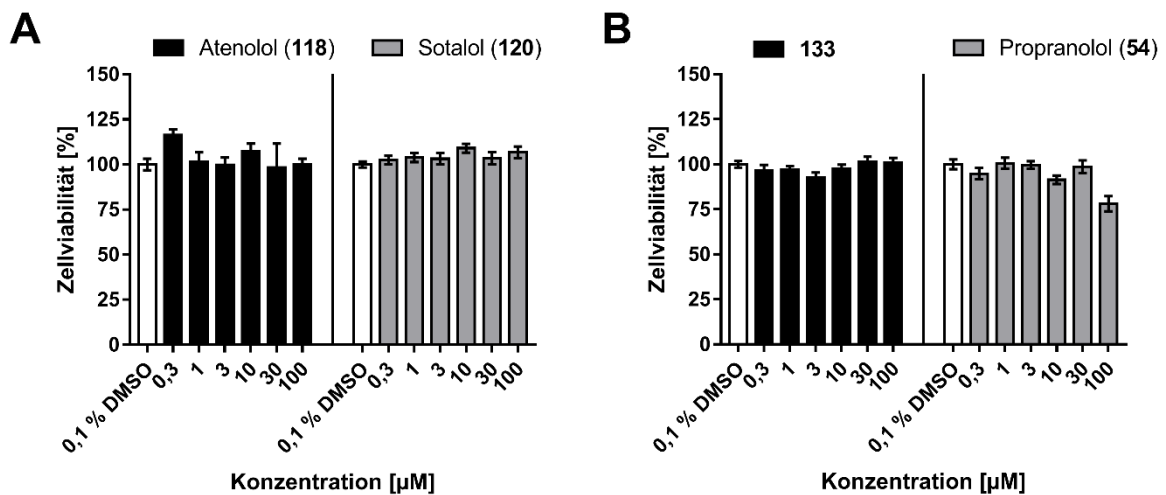 A
Atenolol (118) Sotalol (120)
Zellviabilität [%]
150
125
100
75
50
25
0
0,1 % DMSO 0,3 1 3 10 30 100 0,1 % DMSO 0,3 1 3 10 30 100
Konzentration [µM]
B
133 Propranolol (54)
Zellviabilität [%]
150
125
100
75
50
25
0
0,1 % DMSO 0,3 1 3 10 30 100 0,1 % DMSO 0,3 1 3 10 30 100
Konzentration [µM]